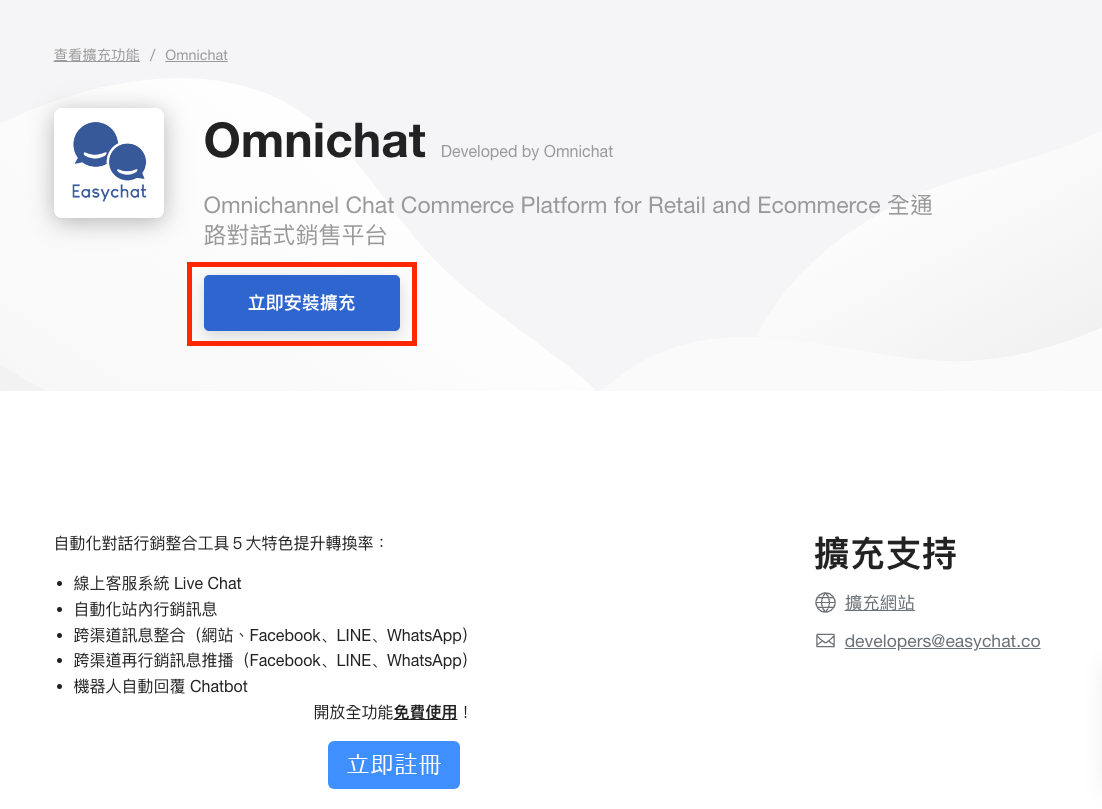 查看擴充功能 / Omnichat
Easychat
Omnichat Developed by Omnichat
Omnichannel Chat Commerce Platform for Retail and Ecommerce 全通
路對話式銷售平台
立即安裝擴充
自動化對話行銷整合工具５大特色提升轉換率：
• 線上客服系統 Live Chat
• 自動化站內行銷訊息
• 跨渠道訊息整合（網站、Facebook、LINE、WhatsApp）
• 跨渠道再行銷訊息推播（Facebook、LINE、WhatsApp）
• 機器人自動回覆 Chatbot
開放全功能免費使用！
立即註冊
擴充支持
擴充網站
developers@easychat.co